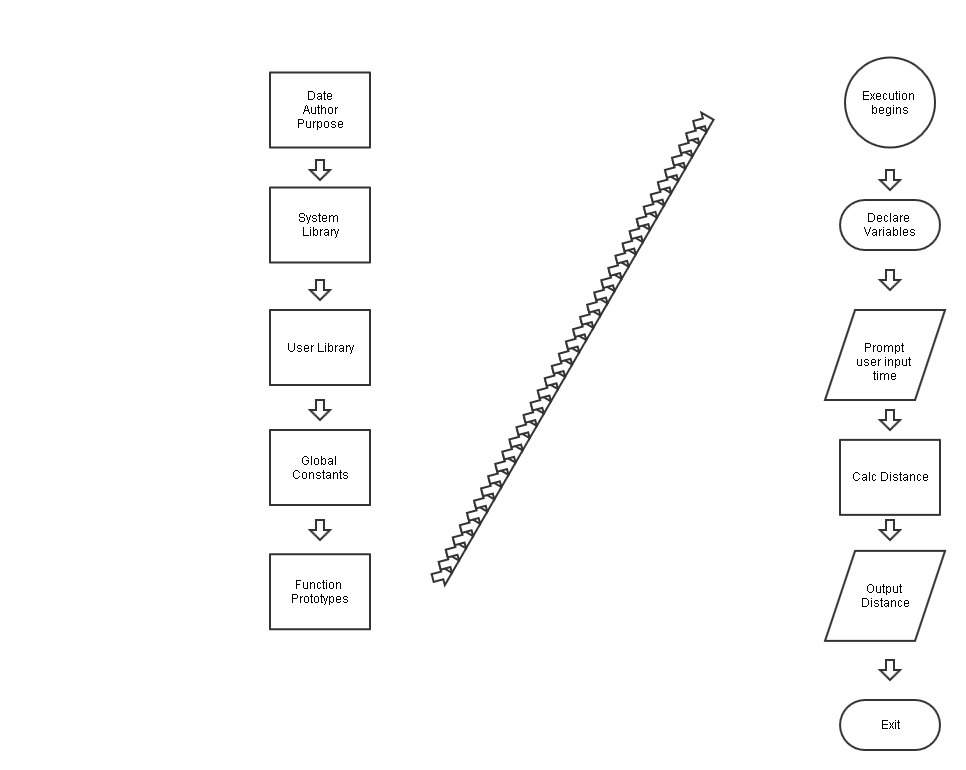 Date
Author
Purpose
System
Library
User Library
Global
Constants
Function
Prototypes
Execution
begins
Declare
Variables
Prompt
user input
time
Calc Distance
Output
Distance
Exit